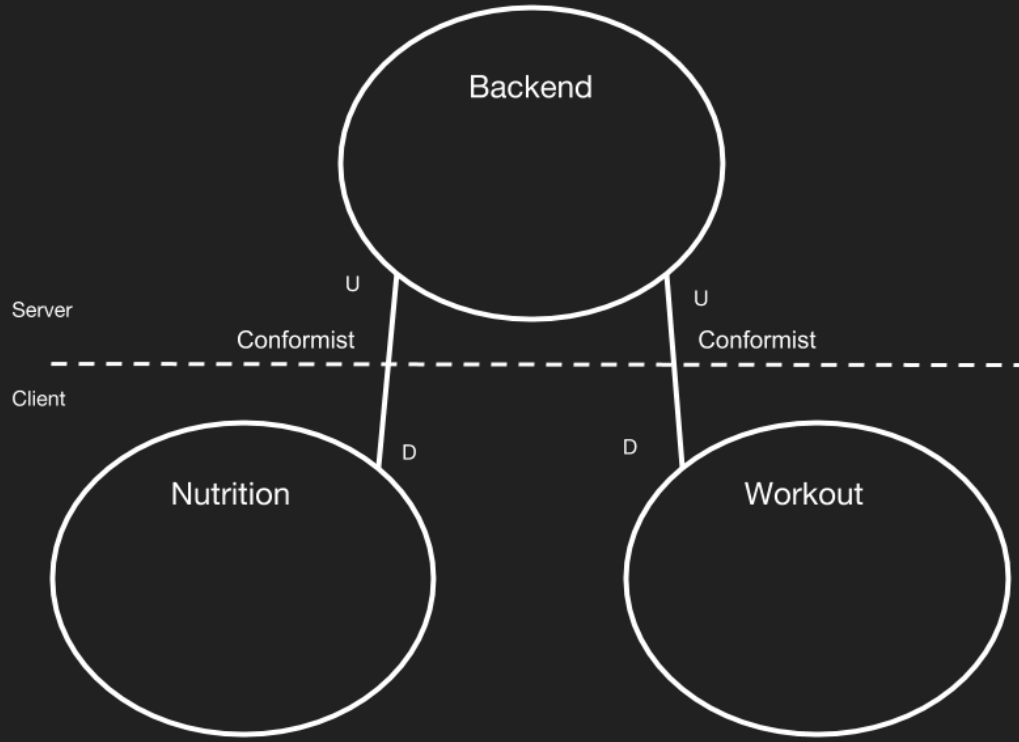 Backend
U
U
Server
Conformist
Conformist
Client
D
D
Nutrition
Workout